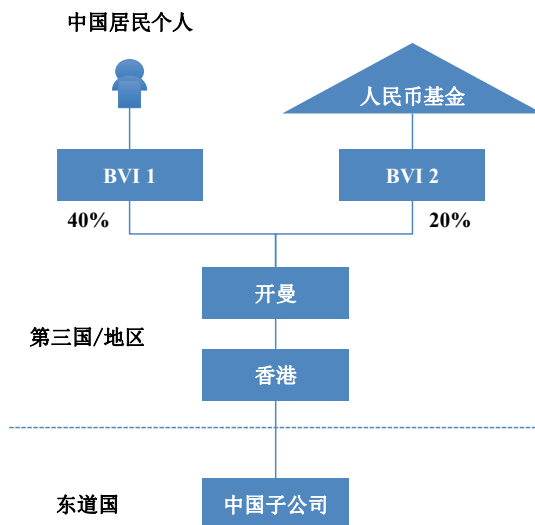 中国居民个人
人民币基金
BVI 1
BVI 2
40%
20%
开曼
第三国/地区
香港
东道国
中国子公司